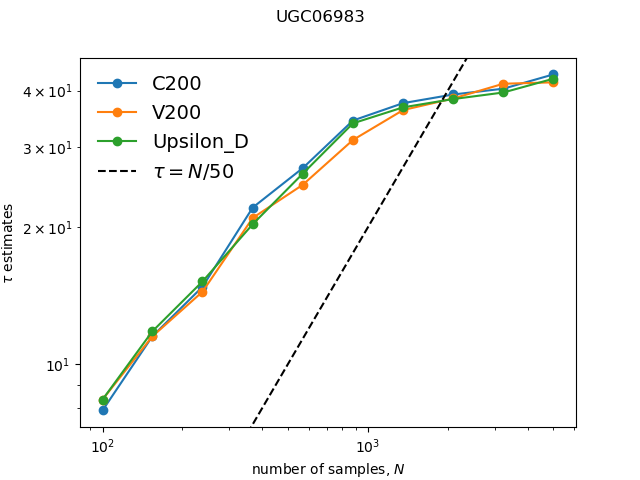 UGC06983
C200
V200
Upsilon_D
τ = N/50
4 × 10¹
3 × 10¹
2 × 10¹
10¹
τ estimates
10² 10³
number of samples, N